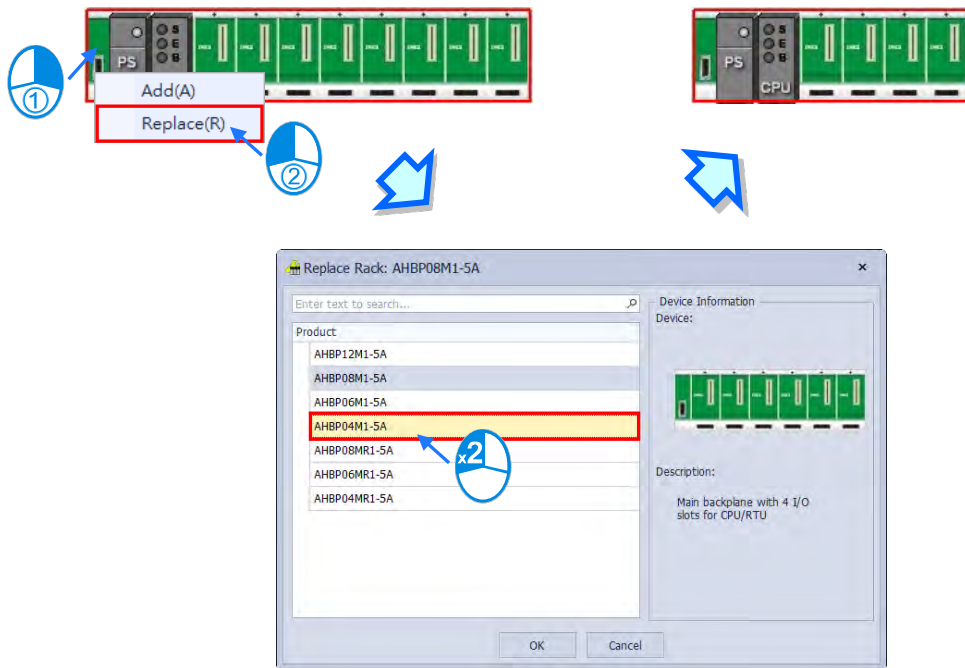 PS
S
E
B
PS
S
E
B
CPU
①
Add(A)
Replace(R)
②
Replace Rack: AHBP08M1-5A
×
Enter text to search...
Device Information
Device:
Product
AHBP12M1-5A
AHBP08M1-5A
AHBP06M1-5A
AHBP04M1-5A
x2
AHBP08MR1-5A
AHBP06MR1-5A
AHBP04MR1-5A
Description:
Main backplane with 4 I/O
slots for CPU/RTU
OK
Cancel